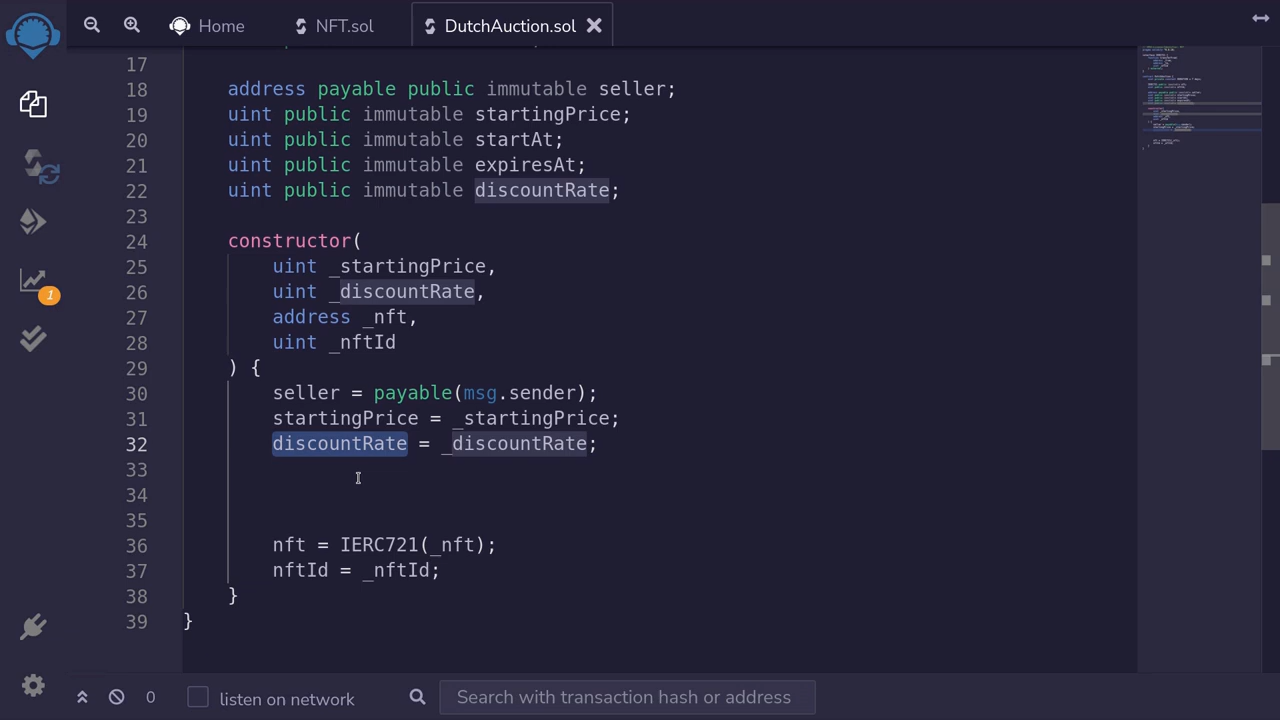 Home
NFT.sol
DutchAuction.sol
17
18 address payable public immutable seller;
19 uint public immutable startingPrice;
20 uint public immutable startAt;
21 uint public immutable expiresAt;
22 uint public immutable discountRate;
23
24 constructor(
25 uint _startingPrice,
26 uint _discountRate,
27 address _nft,
28 uint _nftId
29 ) {
30 seller = payable(msg.sender);
31 startingPrice = _startingPrice;
32 discountRate = _discountRate;
33
34
35
36 nft = IERC721(_nft);
37 nftId = _nftId;
38 }
39 }
1
0
listen on network
Search with transaction hash or address